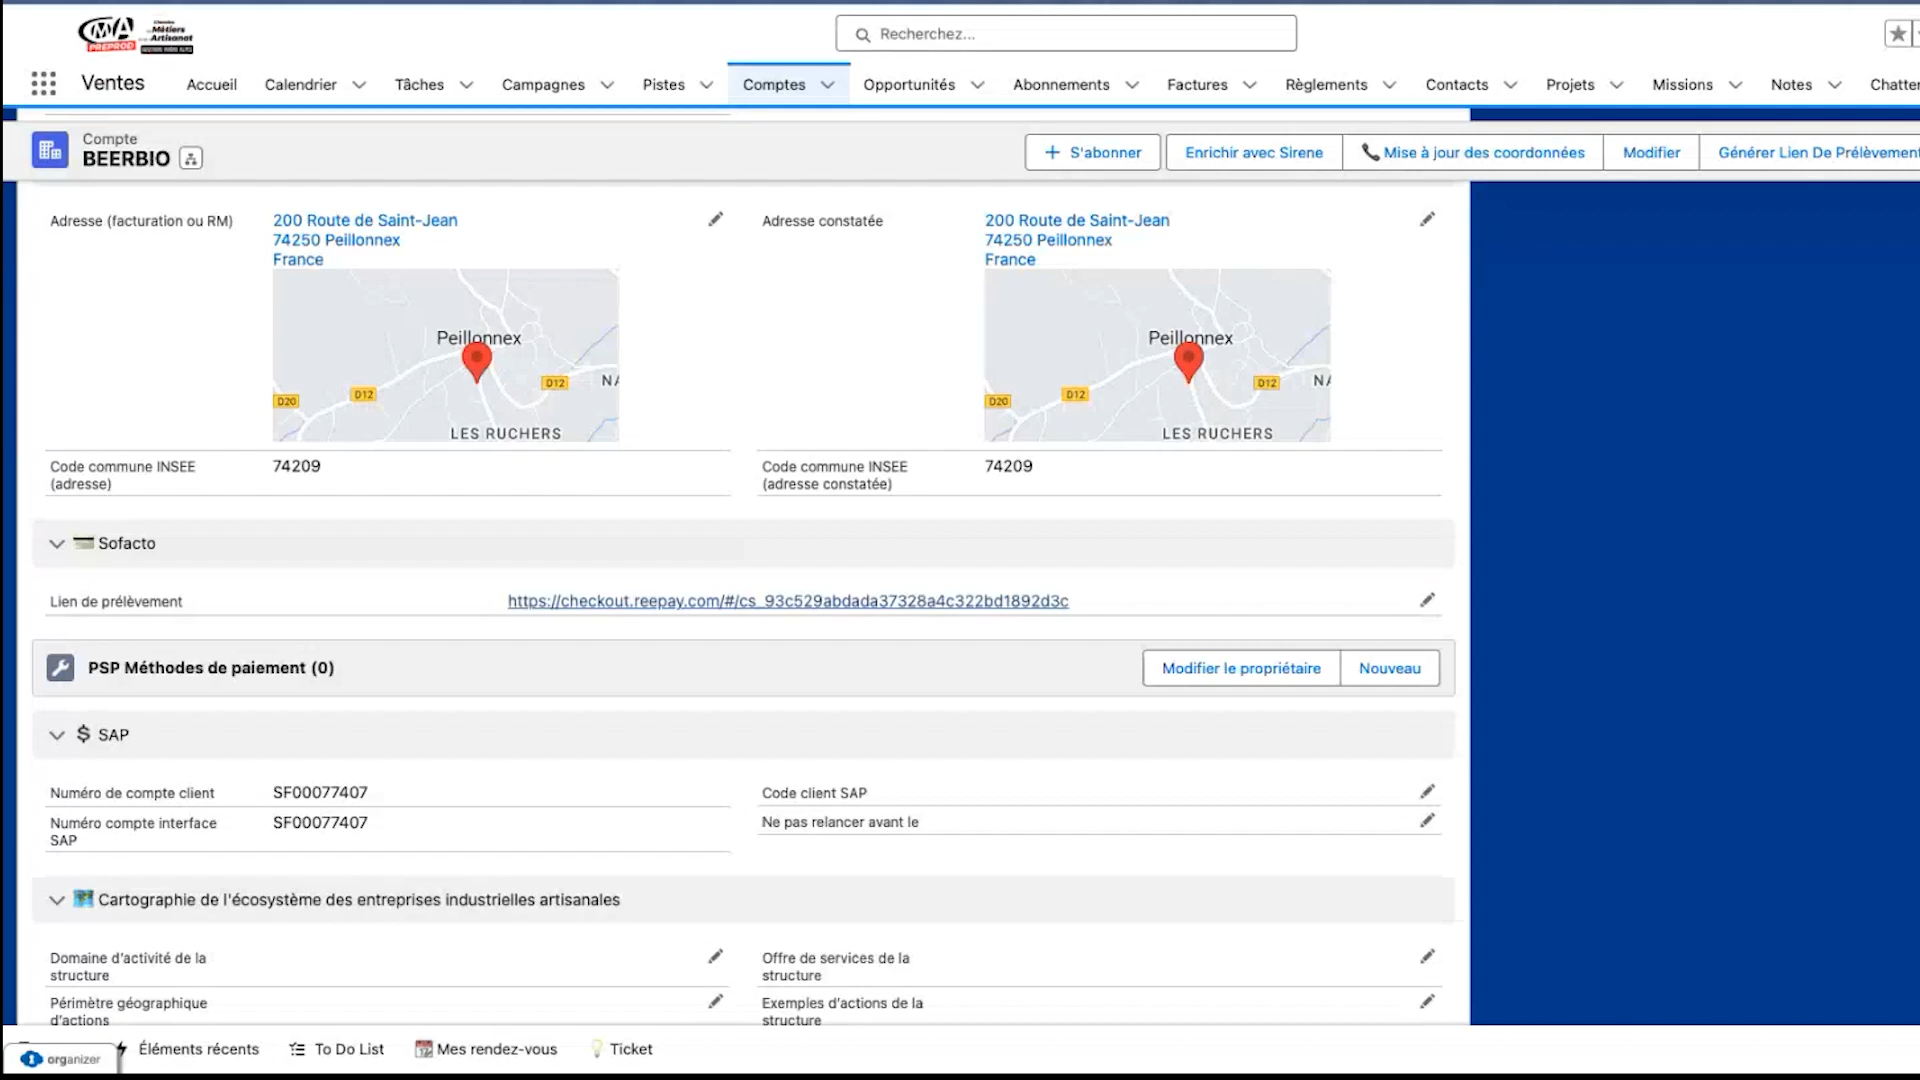 CMA
PREPROD
Métiers
Artisanat
Recherchez...
Ventes
Accueil
Calendrier
Tâches
Campagnes
Pistes
Comptes
Opportunités
Abonnements
Factures
Règlements
Contacts
Projets
Missions
Notes
Chatter
Compte
BEERBIO
S'abonner
Enrichir avec Sirene
Mise à jour des coordonnées
Modifier
Générer Lien De Prélèvement
Adresse (facturation ou RM)
200 Route de Saint-Jean
74250 Peillonnex
France
Adresse constatée
200 Route de Saint-Jean
74250 Peillonnex
France
Peillonnex
D12
D12
D20
NA
LES RUCHERS
Peillonnex
D12
D12
D20
NA
LES RUCHERS
Code commune INSEE
(adresse)
74209
Code commune INSEE
(adresse constatée)
74209
Sofacto
Lien de prélèvement
https://checkout.reepay.com/#/cs_93c529abdada37328a4c322bd1892d3c
PSP Méthodes de paiement (0)
Modifier le propriétaire
Nouveau
$ SAP
Numéro de compte client
SF00077407
Code client SAP
Numéro compte interface
SAP
SF00077407
Ne pas relancer avant le
Cartographie de l'écosystème des entreprises industrielles artisanales
Domaine d'activité de la
structure
Offre de services de la
structure
Périmètre géographique
d'actions
Exemples d'actions de la
structure
organizer
Éléments récents
To Do List
Mes rendez-vous
Ticket